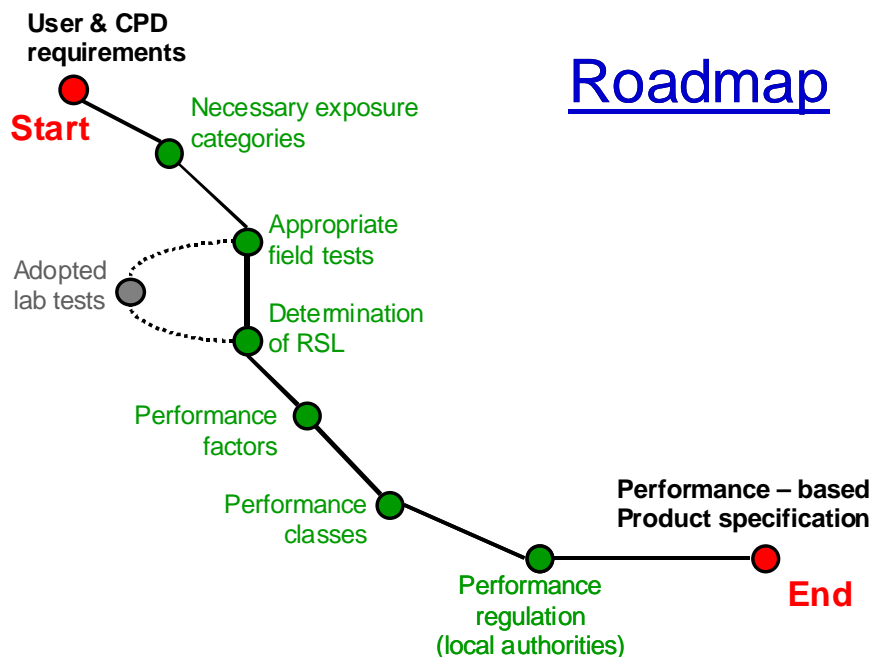 User & CPD
requirements
Roadmap
Start
Necessary exposure
categories
Appropriate
field tests
Adopted
lab tests
Determination
of RSL
Performance
factors
Performance
classes
Performance – based
Product specification
Performance
regulation
(local authorities)
End